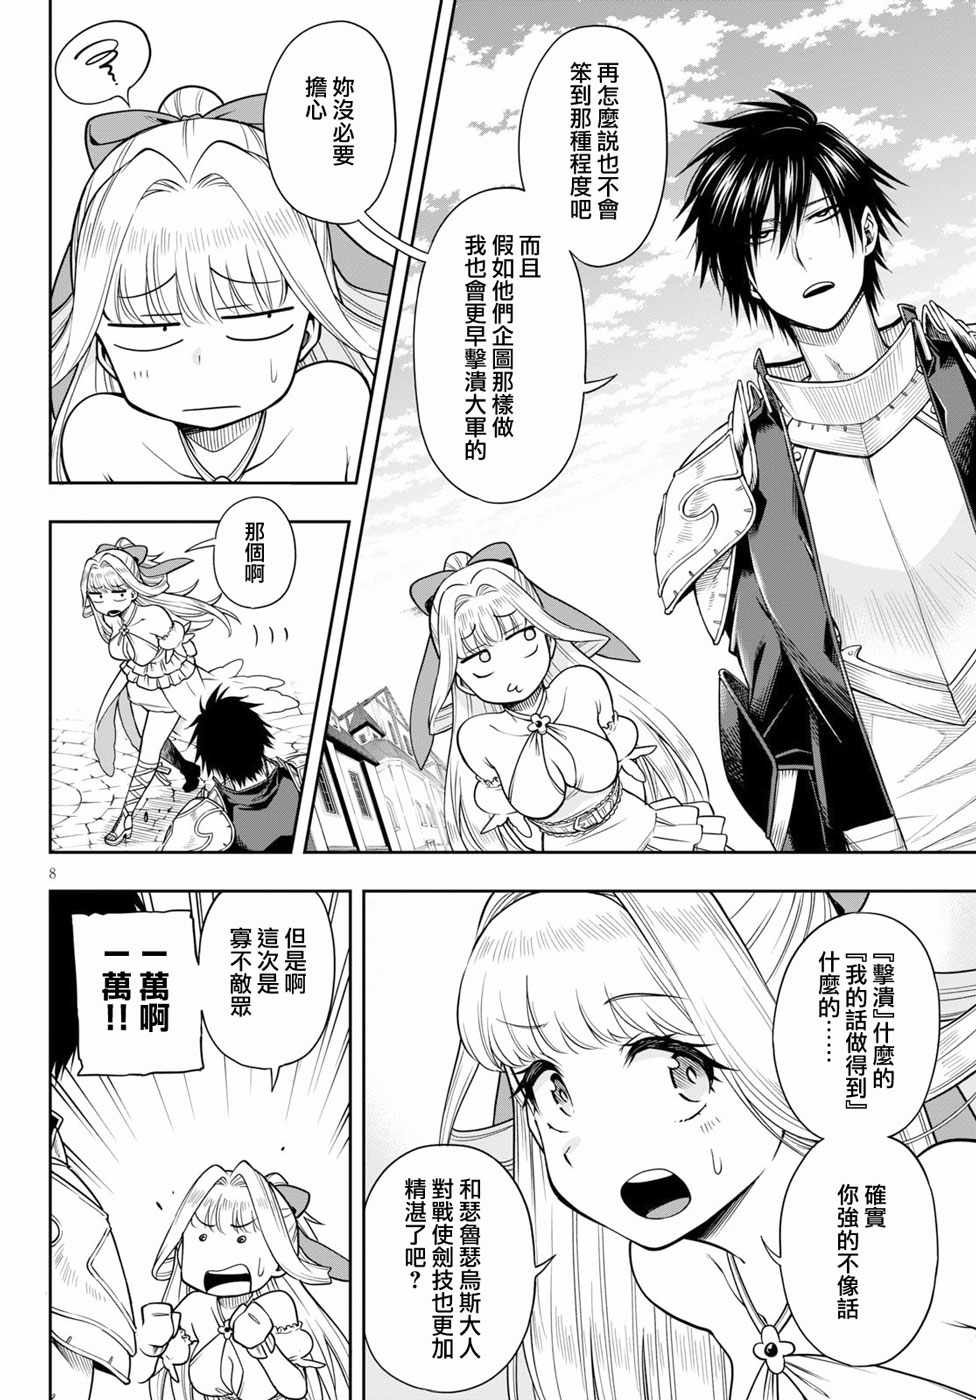 再怎麼說也不會
笨到那種程度吧
而且
假如他們企圖那樣做
我也會更早擊潰大軍的
妳沒必要
擔心
那個啊
『擊潰』什麼的
『我的話做得到』
什麼的……
確實
你強的不像話
和瑟魯瑟烏斯大人
對戰使劍技也更加
精湛了吧？
但是啊
這次是
寡不敵眾
一萬啊
一萬!!
8